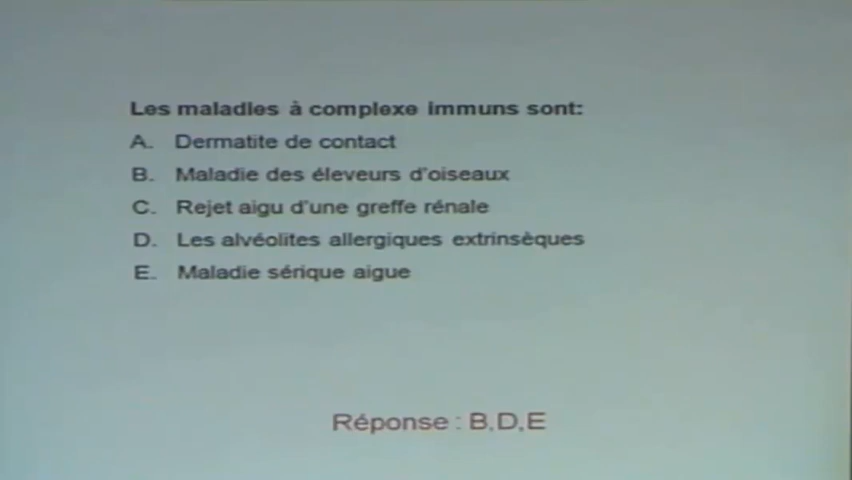 Les maladies à complexe immuns sont:
A. Dermatite de contact
B. Maladie des éleveurs d'oiseaux
C. Rejet aigu d'une greffe rénale
D. Les alvéolites allergiques extrinsèques
E. Maladie sérique aigue
Réponse : B,D,E